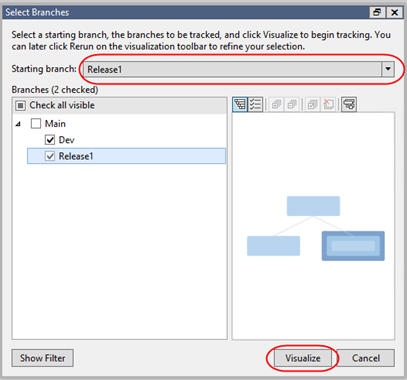 Select Branches
Select a starting branch, the branches to be tracked, and click Visualize to begin tracking. You
can later click Rerun on the visualization toolbar to refine your selection.
Starting branch: Release1
Branches (2 checked)
Check all visible
Main
Dev
Release1
Show Filter Visualize Cancel